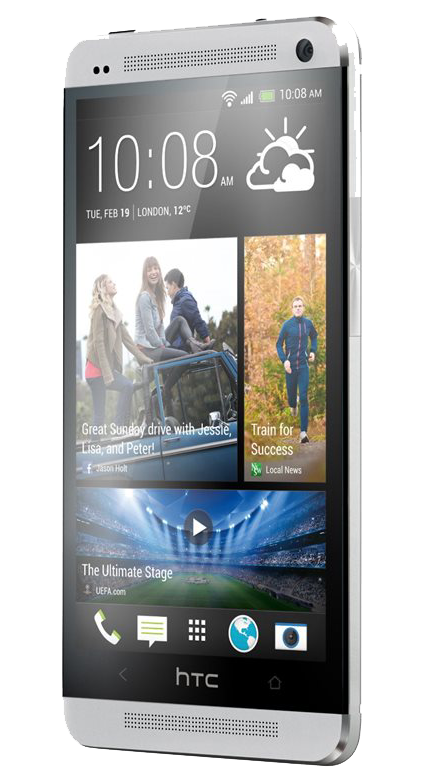 10:08 AM
10:08 AM
TUE, FEB 19 | LONDON, 12°C
Great Sunday drive with Jessie,
Lisa, and Peter!
f Jason Holt
Train for
Success
Local News
The Ultimate Stage
UEFA.com
hTC